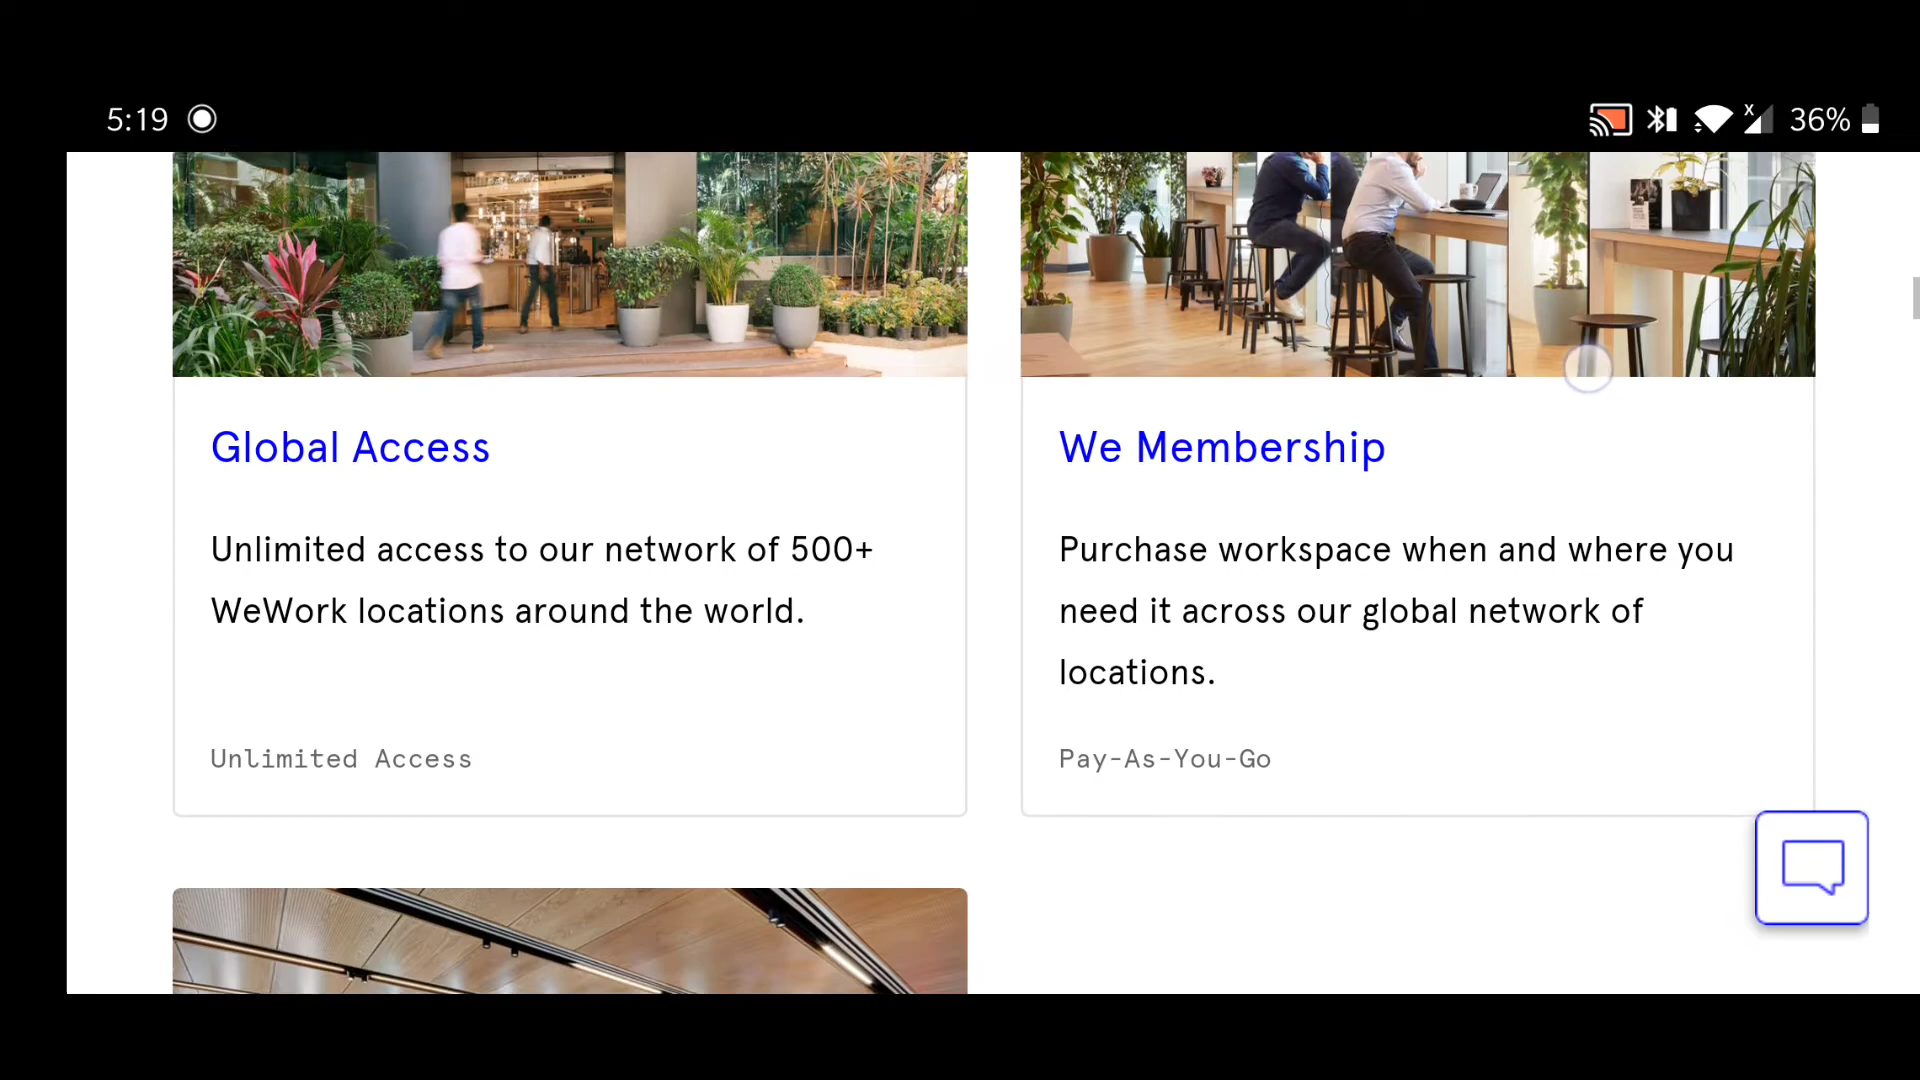 5:19
36%
Global Access
Unlimited access to our network of 500+
WeWork locations around the world.
Unlimited Access
We Membership
Purchase workspace when and where you
need it across our global network of
locations.
Pay-As-You-Go